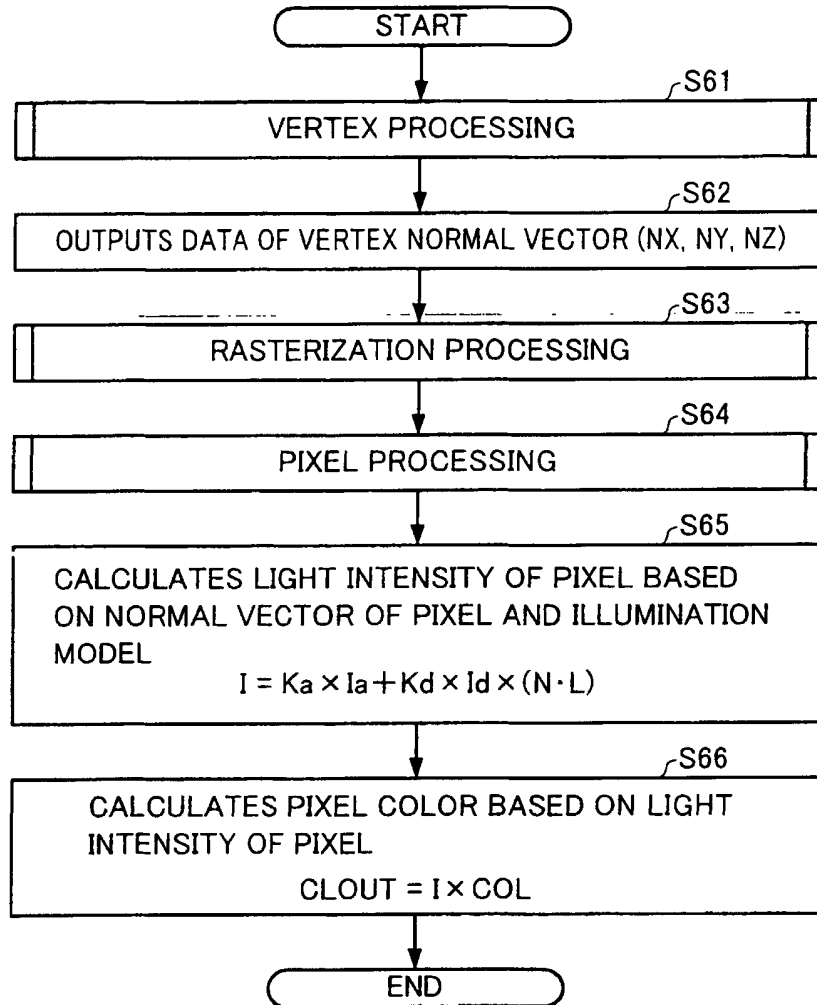 START
S61
VERTEX PROCESSING
S62
OUTPUTS DATA OF VERTEX NORMAL VECTOR (NX, NY, NZ)
S63
RASTERIZATION PROCESSING
S64
PIXEL PROCESSING
S65
CALCULATES LIGHT INTENSITY OF PIXEL BASED
ON NORMAL VECTOR OF PIXEL AND ILLUMINATION
MODEL
I = Ka × Ia + Kd × Id × (N · L)
S66
CALCULATES PIXEL COLOR BASED ON LIGHT
INTENSITY OF PIXEL
CLOUT = I × COL
END